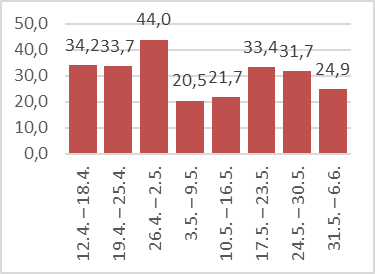 50,0
40,0
30,0
20,0
10,0
0,0
34,2
33,7
44,0
20,5
21,7
33,4
31,7
24,9
12.4. – 18.4.
19.4. – 25.4.
26.4. – 2.5.
3.5. – 9.5.
10.5. – 16.5.
17.5. – 23.5.
24.5. – 30.5.
31.5. – 6.6.